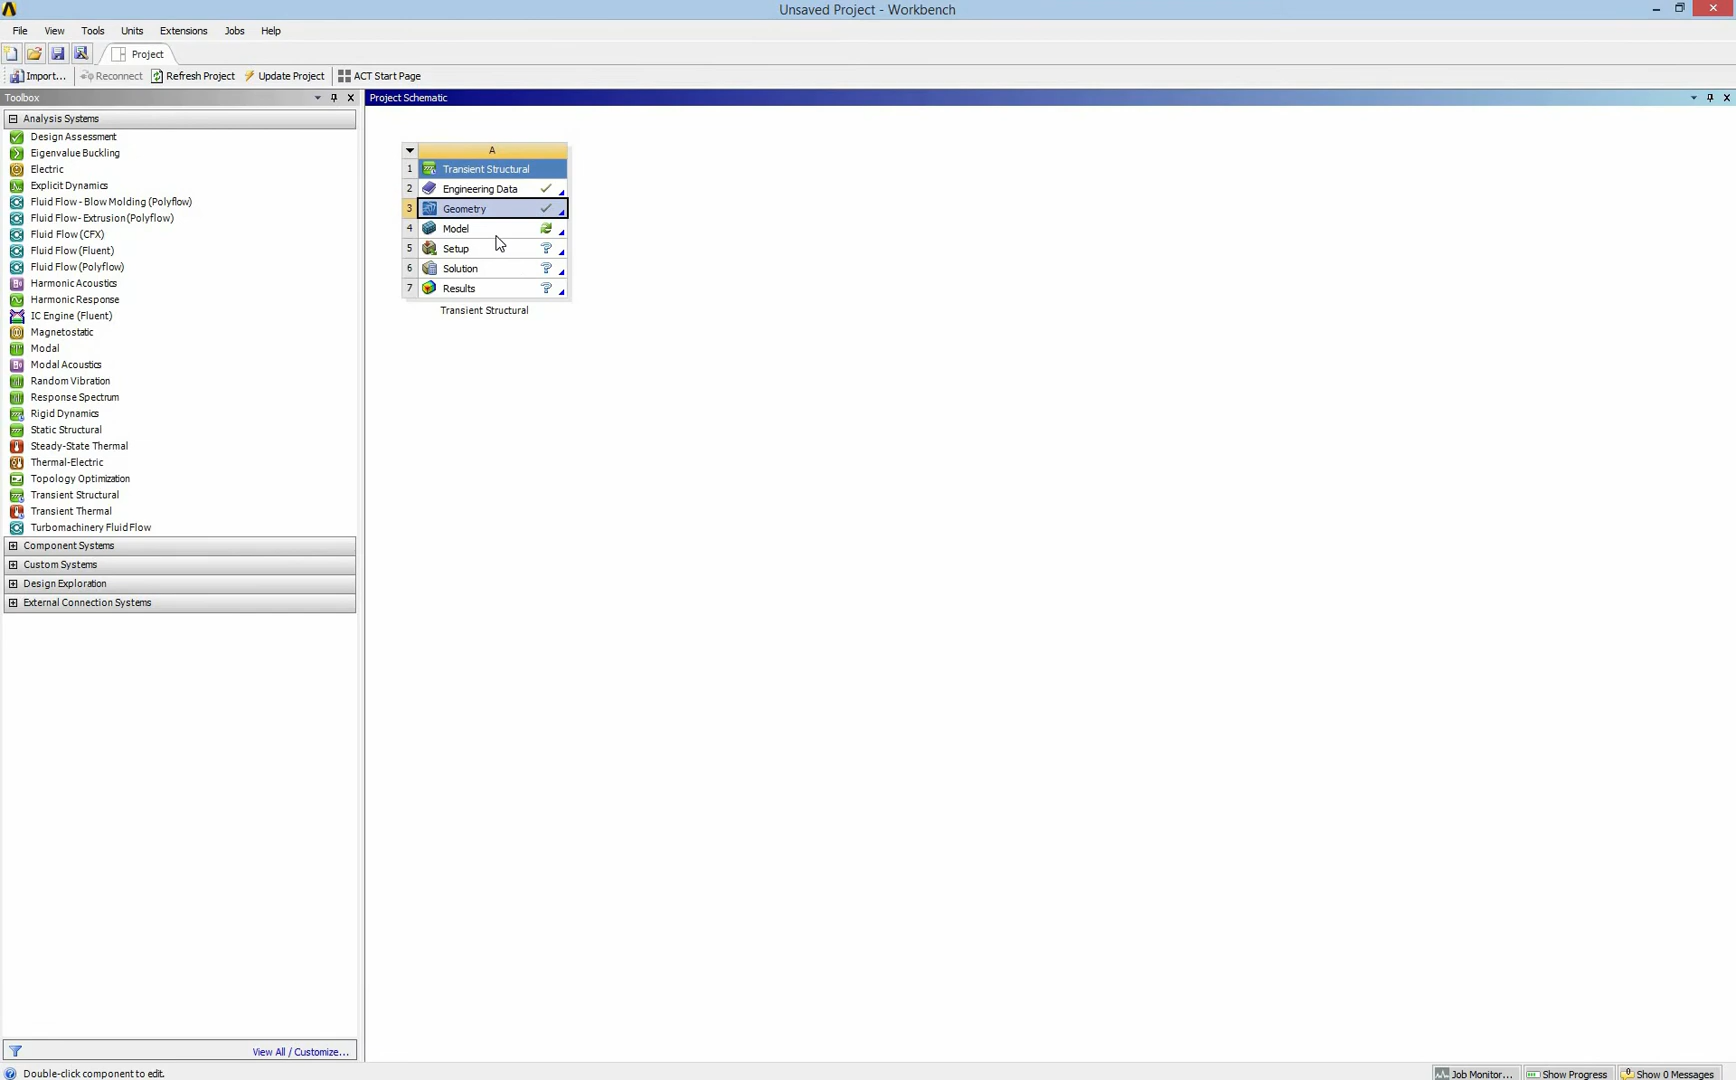 Unsaved Project - Workbench
File View Tools Units Extensions Jobs Help
Project
Import... Reconnect Refresh Project Update Project ACT Start Page
Toolbox
Analysis Systems
Design Assessment
Eigenvalue Buckling
Electric
Explicit Dynamics
Fluid Flow - Blow Molding (Polyflow)
Fluid Flow - Extrusion (Polyflow)
Fluid Flow (CFX)
Fluid Flow (Fluent)
Fluid Flow (Polyflow)
Harmonic Acoustics
Harmonic Response
IC Engine (Fluent)
Magnetostatic
Modal
Modal Acoustics
Random Vibration
Response Spectrum
Rigid Dynamics
Static Structural
Steady-State Thermal
Thermal-Electric
Topology Optimization
Transient Structural
Transient Thermal
Turbomachinery Fluid Flow
Component Systems
Custom Systems
Design Exploration
External Connection Systems
View All / Customize...
Project Schematic
A
1 Transient Structural
2 Engineering Data
3 Geometry
4 Model
5 Setup ?
6 Solution ?
7 Results ?
Transient Structural
Double-click component to edit.
Job Monitor... Show Progress Show 0 Messages